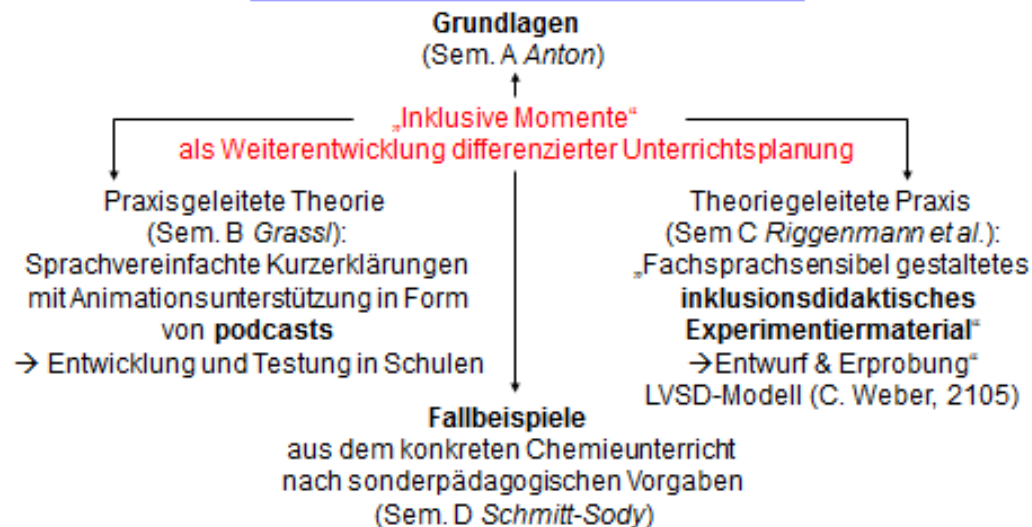 Grundlagen
(Sem. A Anton)
„Inklusive Momente“
als Weiterentwicklung differenzierter Unterrichtsplanung
Praxisgeleitete Theorie
(Sem. B Grassl):
Sprachvereinfachte Kurzerklärungen
mit Animationsunterstützung in Form
von podcasts
→ Entwicklung und Testung in Schulen
Theoriegeleitete Praxis
(Sem C Riggenmann et al.):
„Fachsprachsensibel gestaltetes
inklusionsdidaktisches
Experimentiermaterial“
→Entwurf & Erprobung“
LVSD-Modell (C. Weber, 2105)
Fallbeispiele
aus dem konkreten Chemieunterricht
nach sonderpädagogischen Vorgaben
(Sem. D Schmitt-Sody)